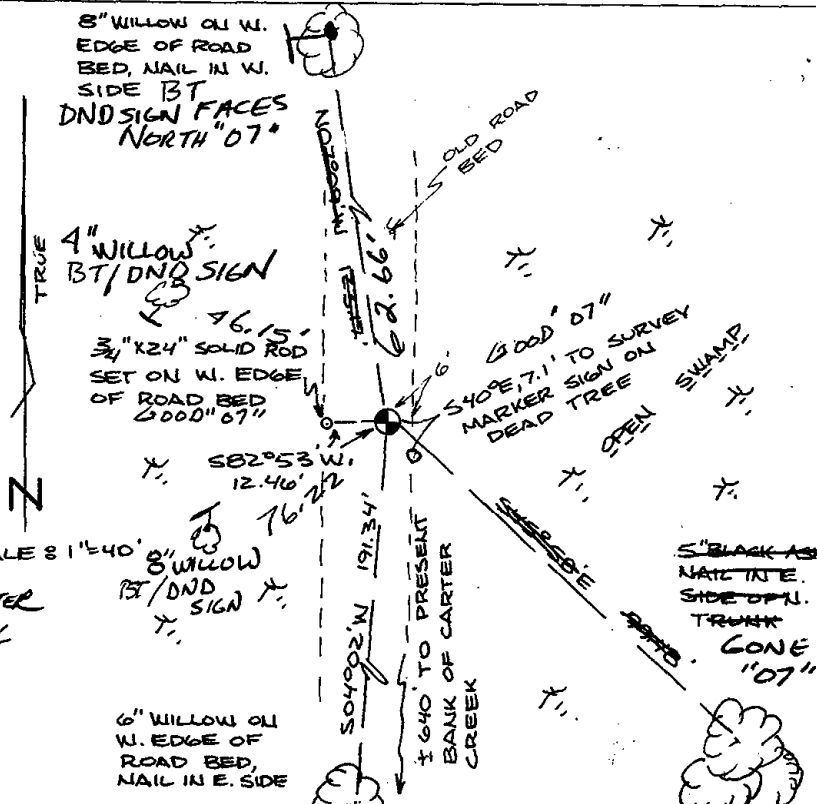 8" WILLOW ON W.
EDGE OF ROAD
BED, NAIL IN W.
SIDE BT
DND SIGN FACES
NORTH "07"
OLD ROAD
BED
TRUE
N
4" WILLOW
BT/DND SIGN
62.66'
76.15'
3/4" X 24" SOLID ROD
SET ON W. EDGE
OF ROAD BED
GOOD "07"
6'
GOOD '07"
S40°E, 7.1' TO SURVEY
MARKER SIGN ON
DEAD TREE
OPEN SWAMP
S82°53'W.
12.46'
76.22
8" WILLOW
BT/DND
SIGN
1"=40'
S04°02'W 191.34'
±640' TO PRESENT
BANK OF CARTER
CREEK
S45°50'E
5" BLACK AS
NAIL IN E.
SIDE OF N.
TRUNK
GONE
"07"
6" WILLOW ON
W. EDGE OF
ROAD BED,
NAIL IN E. SIDE